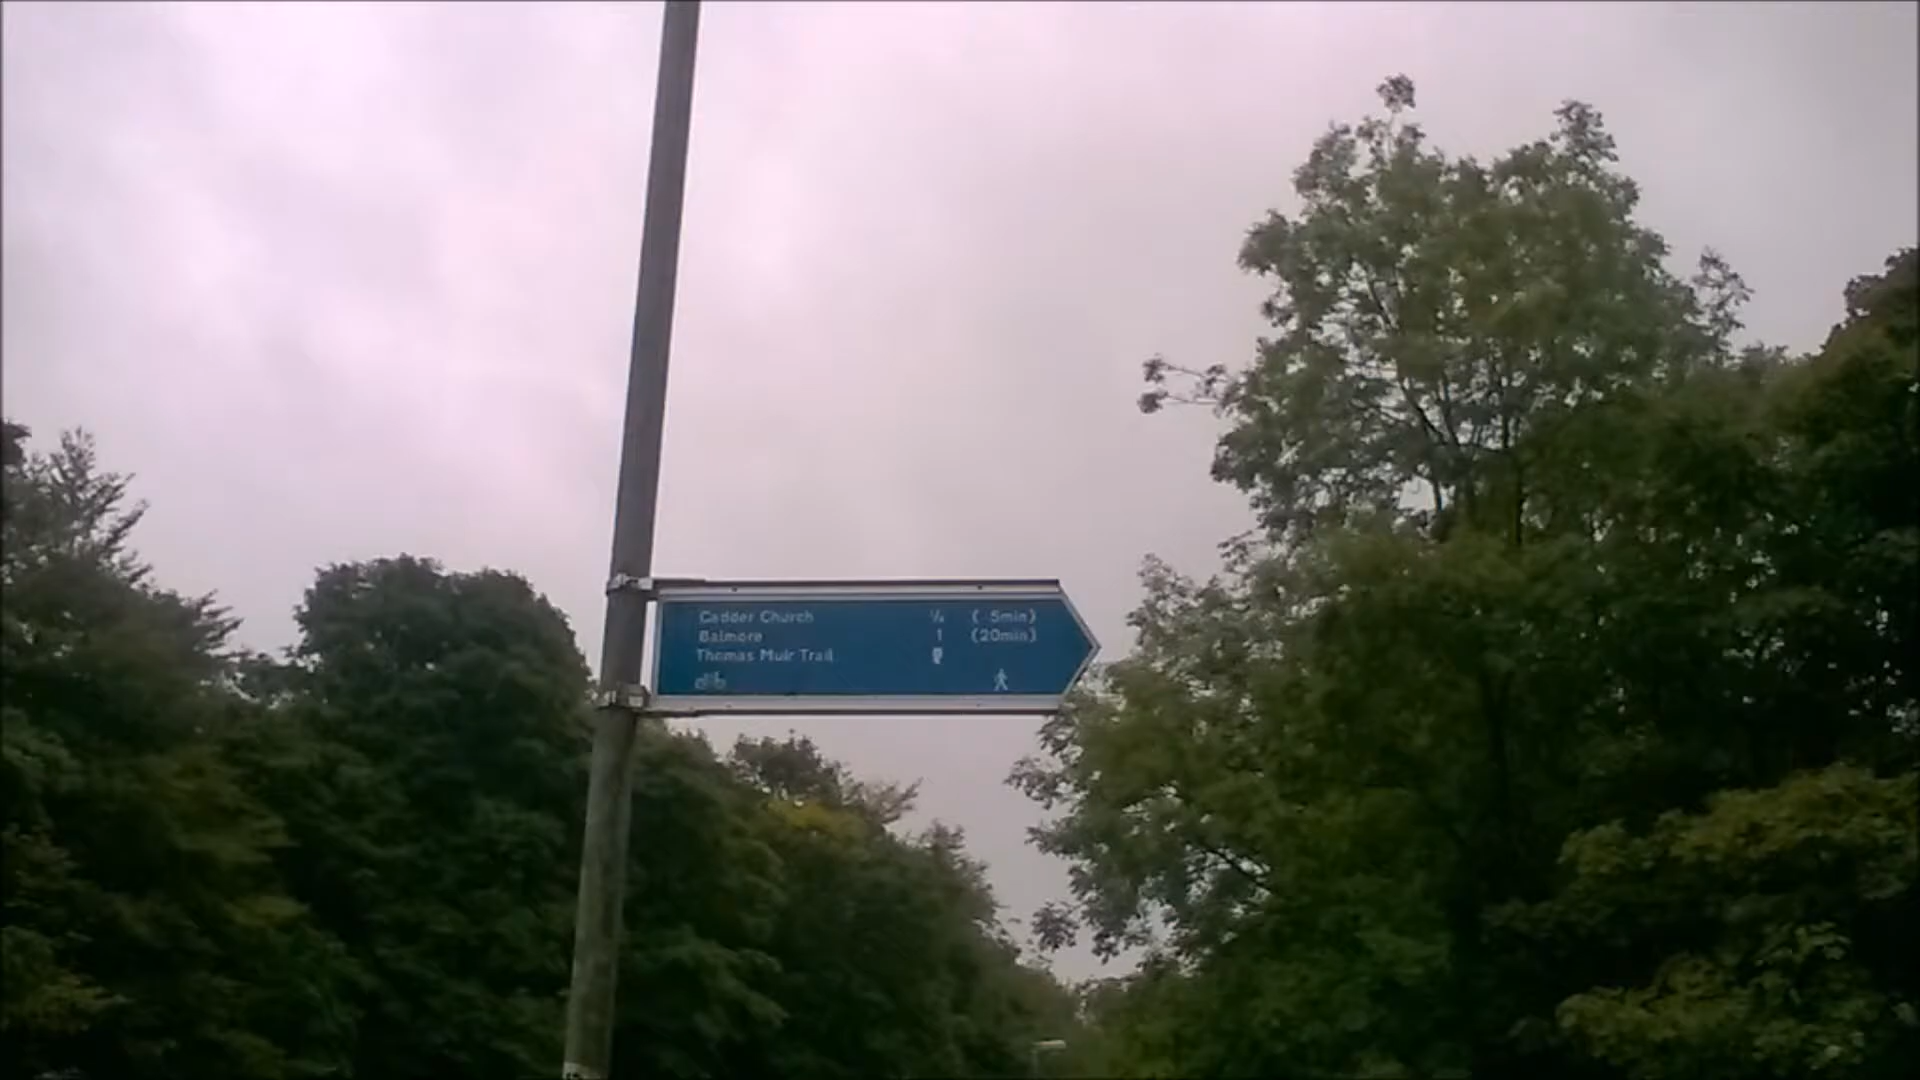 Cadder Church ¼ ( 5min)
Balmore 1 (20min)
Thomas Muir Trail